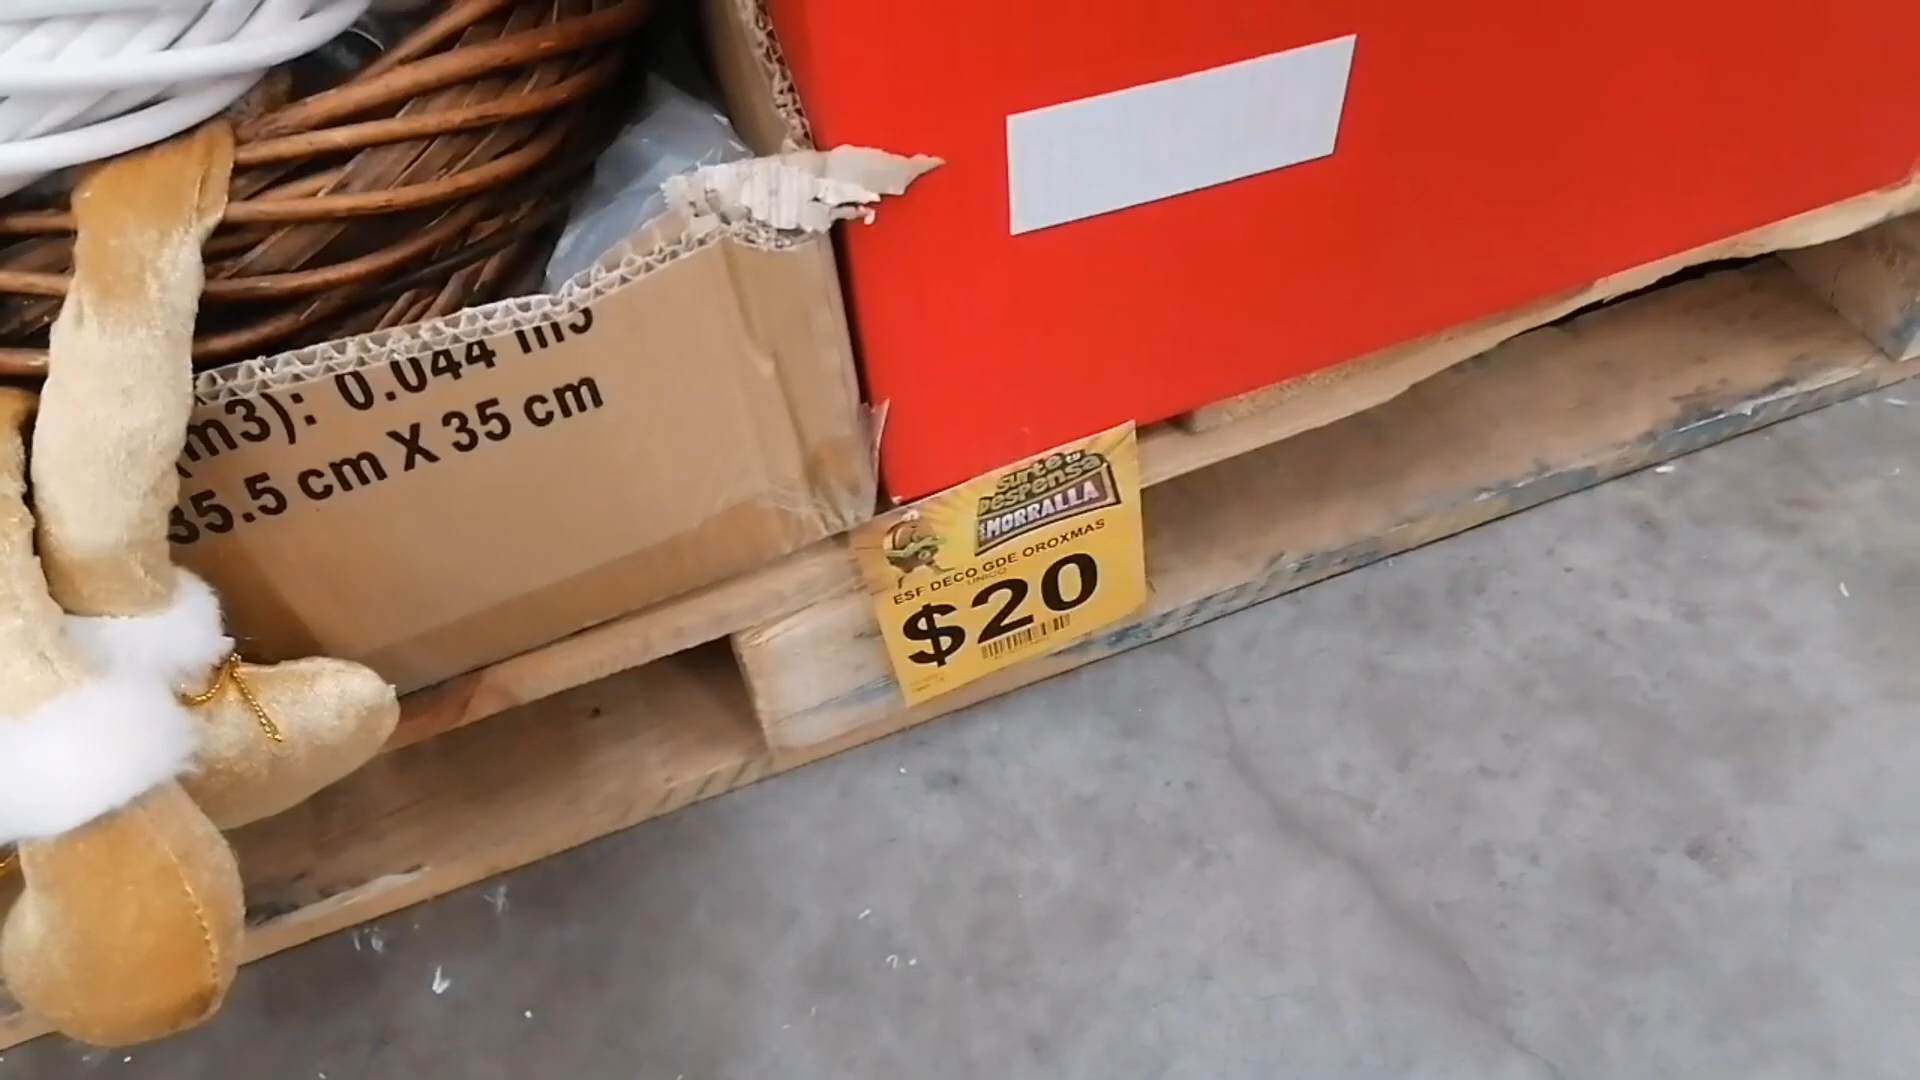 m3): 0.044 m3
35.5 cm X 35 cm
Surte tu
Despensa
MORRALLA
ESF DECO GDE OROXMAS
UNICO
$20